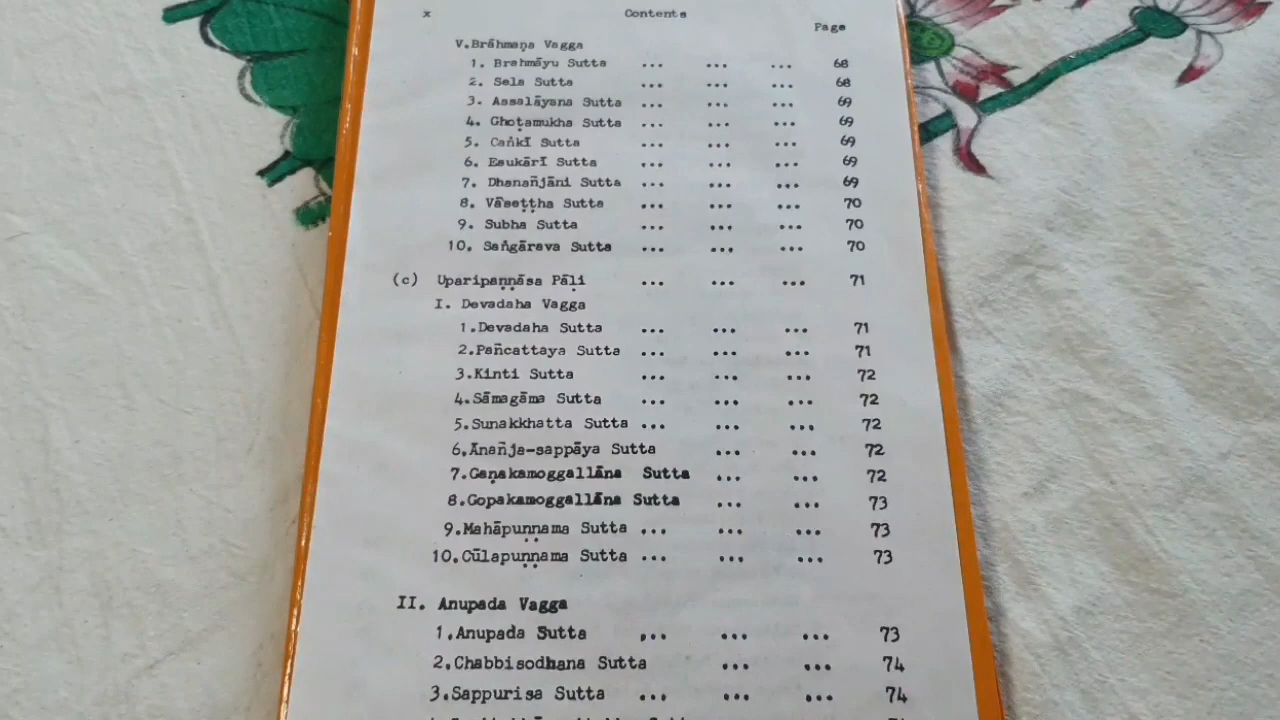 x Contents
Page
V.Brāhmaṇa Vagga
1. Brahmāyu Sutta ... ... ... 68
2. Sela Sutta ... ... ... 68
3. Assalāyana Sutta ... ... ... 69
4. Ghoṭamukha Sutta ... ... ... 69
5. Caṅkī Sutta ... ... ... 69
6. Esukārī Sutta ... ... ... 69
7. Dhanañjāni Sutta ... ... ... 69
8. Vāseṭṭha Sutta ... ... ... 70
9. Subha Sutta ... ... ... 70
10. Saṅgārava Sutta ... ... ... 70
(c) Uparipaṇṇāsa Pāḷi ... ... ... 71
I. Devadaha Vagga
1.Devadaha Sutta ... ... ... 71
2.Pañcattaya Sutta ... ... ... 71
3.Kinti Sutta ... ... ... 72
4.Sāmagāma Sutta ... ... ... 72
5.Sunakkhatta Sutta ... ... ... 72
6.Ānañja-sappāya Sutta ... ... 72
7.Gaṇakamoggallāna Sutta ... ... 72
8.Gopakamoggallāna Sutta ... ... 73
9.Mahāpuṇṇama Sutta ... ... ... 73
10.Cūlapuṇṇama Sutta ... ... ... 73
II. Anupada Vagga
1.Anupada Sutta ... ... ... 73
2.Chabbisodhana Sutta ... ... 74
3.Sappurisa Sutta ... ... ... 74